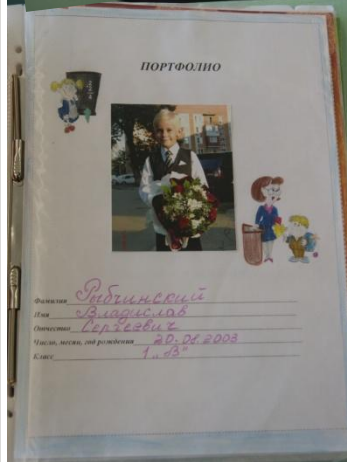 ПОРТФОЛИО
Фамилия Рыбчинский
Имя Владислав
Отчество Сергеевич
Число, месяц, год рождения 20.01.2003
Класс 1 „В"